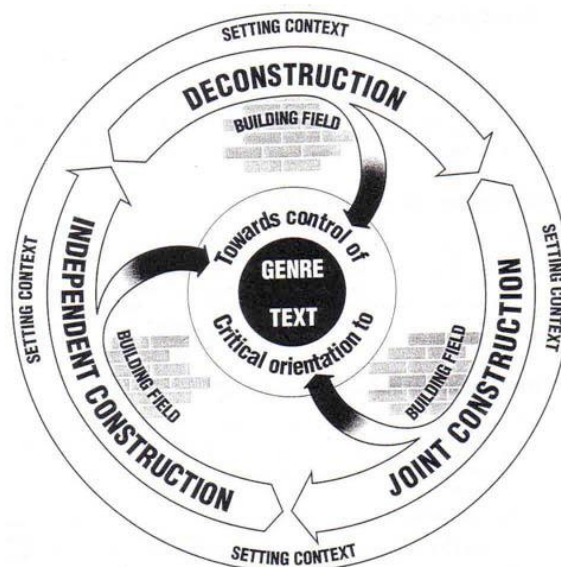 SETTING CONTEXT
DECONSTRUCTION
BUILDING FIELD
Towards control of
GENRE
TEXT
Critical orientation to
SETTING CONTEXT
JOINT CONSTRUCTION
BUILDING FIELD
SETTING CONTEXT
INDEPENDENT CONSTRUCTION
BUILDING FIELD
SETTING CONTEXT